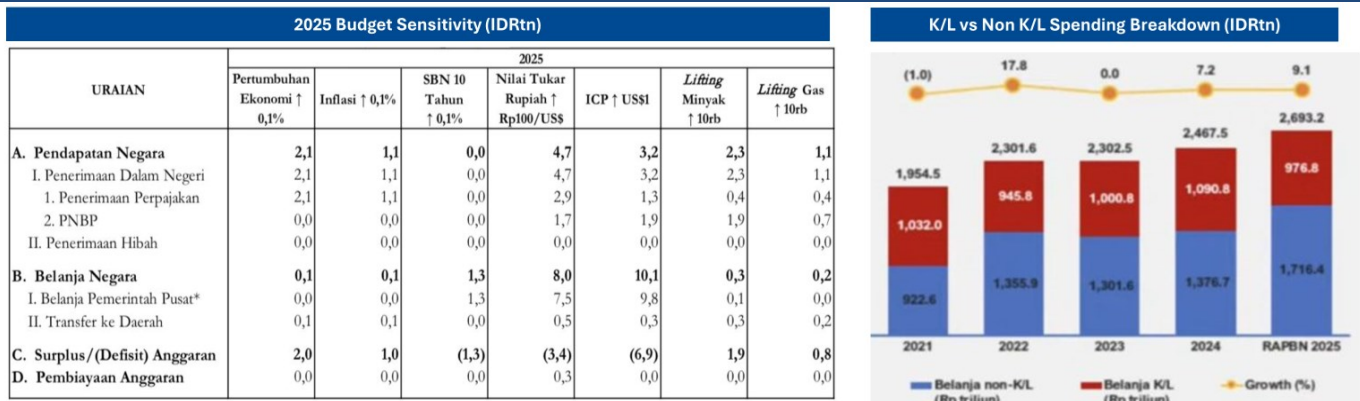 2025 Budget Sensitivity (IDRtn)
URAIAN
2025
Pertumbuhan Ekonomi ↑ 0,1%
Inflasi ↑ 0,1%
SBN 10 Tahun ↑ 0,1%
Nilai Tukar Rupiah ↑ Rp100/US$
ICP ↑ US$1
Lifting Minyak ↑ 10rb
Lifting Gas ↑ 10rb
A. Pendapatan Negara 2,1 1,1 0,0 4,7 3,2 2,3 1,1
I. Penerimaan Dalam Negeri 2,1 1,1 0,0 4,7 3,2 2,3 1,1
1. Penerimaan Perpajakan 2,1 1,1 0,0 2,9 1,3 0,4 0,4
2. PNBP 0,0 0,0 0,0 1,7 1,9 1,9 0,7
II. Penerimaan Hibah 0,0 0,0 0,0 0,0 0,0 0,0 0,0
B. Belanja Negara 0,1 0,1 1,3 8,0 10,1 0,3 0,2
I. Belanja Pemerintah Pusat* 0,0 0,0 1,3 7,5 9,8 0,1 0,0
II. Transfer ke Daerah 0,1 0,1 0,0 0,5 0,3 0,3 0,2
C. Surplus/(Defisit) Anggaran 2,0 1,0 (1,3) (3,4) (6,9) 1,9 0,8
D. Pembiayaan Anggaran 0,0 0,0 0,0 0,3 0,0 0,0 0,0
K/L vs Non K/L Spending Breakdown (IDRtn)
(1.0) 17.8 0.0 7.2 9.1
1,954.5 2,301.6 2,302.5 2,467.5 2,693.2
1,032.0 945.8 1,000.8 1,090.8 976.8
922.6 1,355.9 1,301.6 1,376.7 1,716.4
2021 2022 2023 2024 RAPBN 2025
Belanja non-K/L (Rp triliun)
Belanja K/L (Rp triliun)
Growth (%)